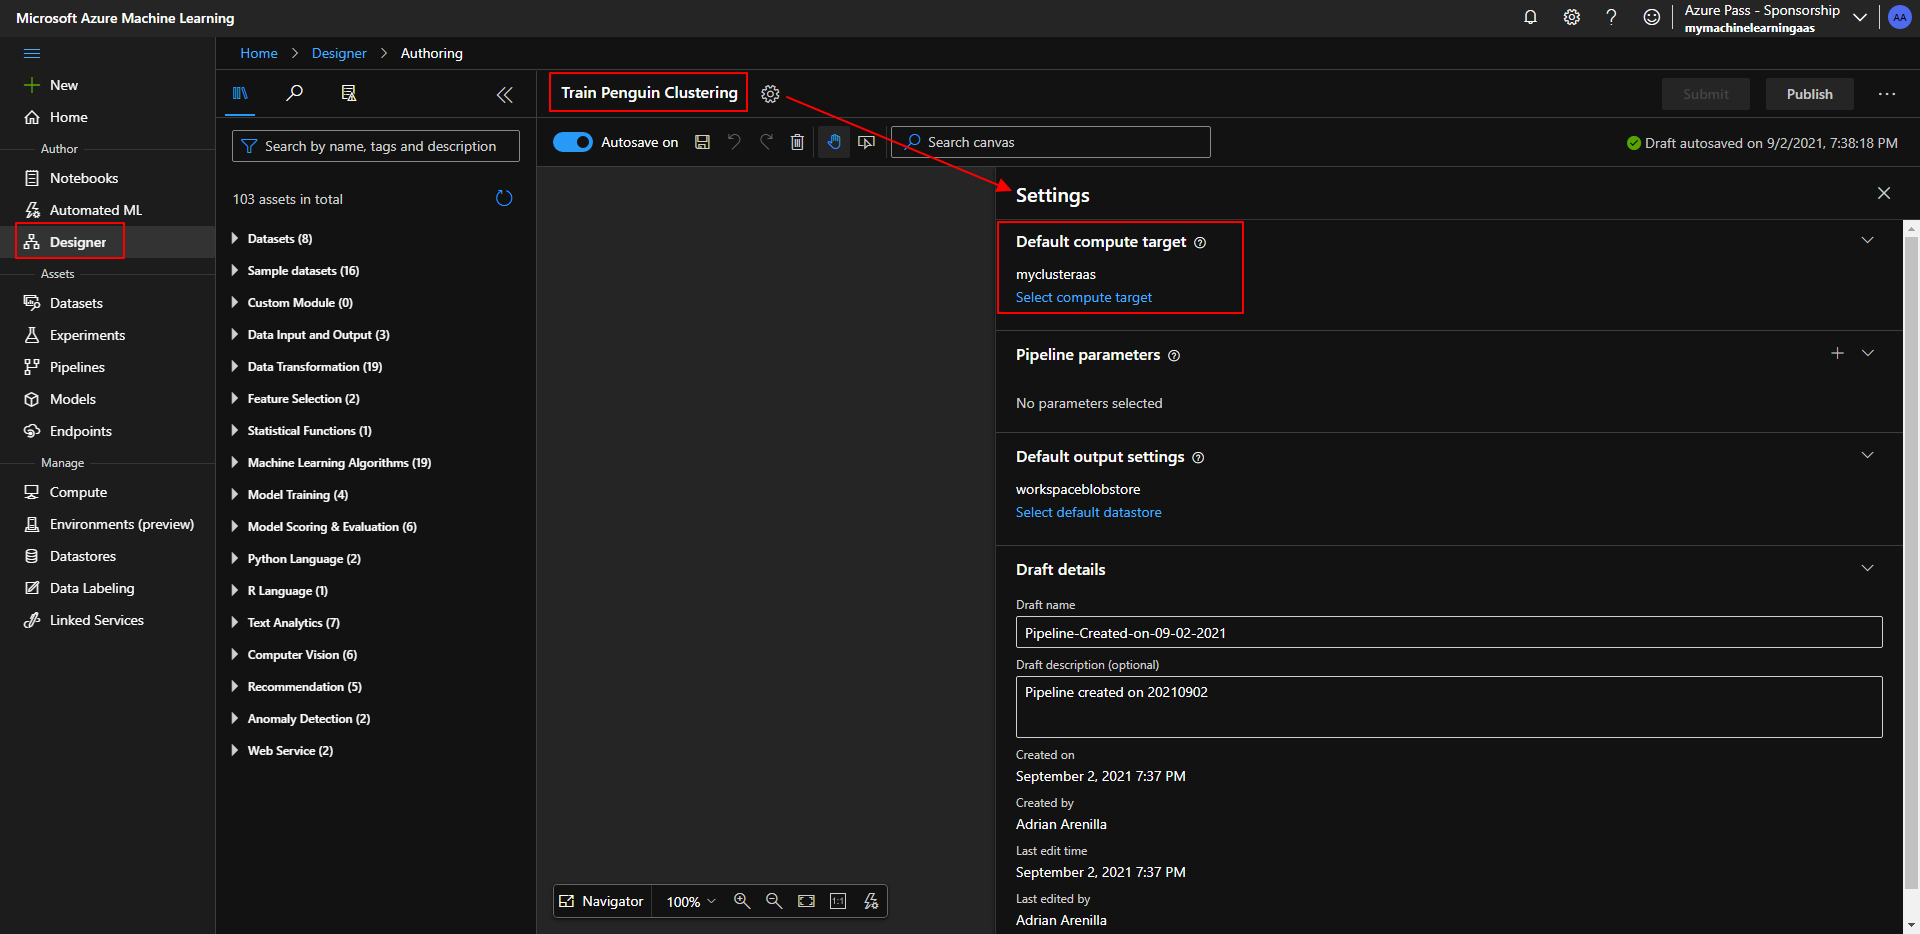 Microsoft Azure Machine Learning
Azure Pass - Sponsorship
mymachinelearningaas
AA
New
Home
Author
Notebooks
Automated ML
Designer
Assets
Datasets
Experiments
Pipelines
Models
Endpoints
Manage
Compute
Environments (preview)
Datastores
Data Labeling
Linked Services
Home > Designer > Authoring
Search by name, tags and description
103 assets in total
Datasets (8)
Sample datasets (16)
Custom Module (0)
Data Input and Output (3)
Data Transformation (19)
Feature Selection (2)
Statistical Functions (1)
Machine Learning Algorithms (19)
Model Training (4)
Model Scoring & Evaluation (6)
Python Language (2)
R Language (1)
Text Analytics (7)
Computer Vision (6)
Recommendation (5)
Anomaly Detection (2)
Web Service (2)
Train Penguin Clustering
Submit
Publish
Autosave on
Search canvas
Draft autosaved on 9/2/2021, 7:38:18 PM
Settings
Default compute target
myclusteraas
Select compute target
Pipeline parameters
No parameters selected
Default output settings
workspaceblobstore
Select default datastore
Draft details
Draft name
Pipeline-Created-on-09-02-2021
Draft description (optional)
Pipeline created on 20210902
Created on
September 2, 2021 7:37 PM
Created by
Adrian Arenilla
Last edit time
September 2, 2021 7:37 PM
Last edited by
Adrian Arenilla
Navigator
100%
1:1